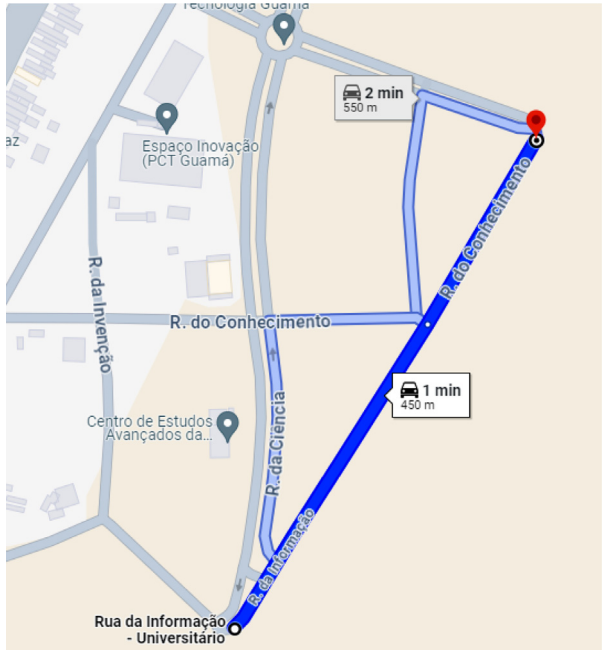 Tecnologia Guamá
2 min
550 m
az
Espaço Inovação
(PCT Guamá)
R. do Conhecimento
R. da Invenção
R. do Conhecimento
1 min
450 m
Centro de Estudos
Avançados da...
R. da Ciência
R. da Informação
Rua da Informação
- Universitário